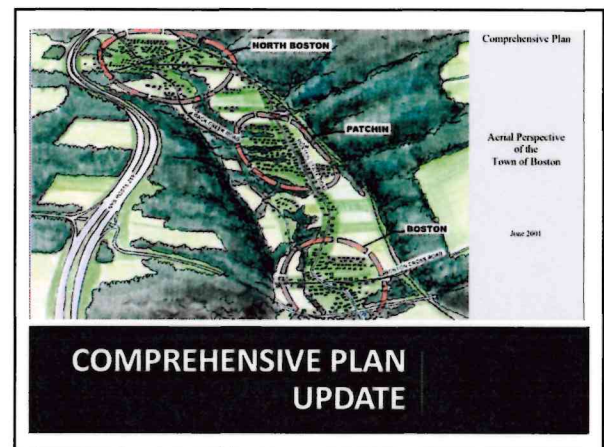 NORTH BOSTON
PATCHIN
BOSTON
Comprehensive Plan
Aerial Perspective
of the
Town of Boston
June 2001
COMPREHENSIVE PLAN
UPDATE